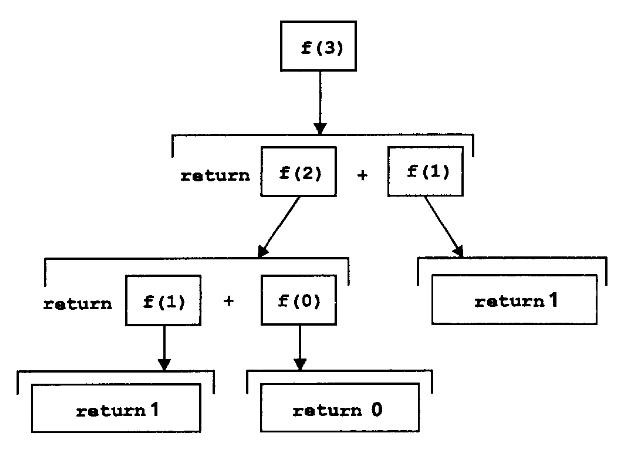 f(3)
return f(2) + f(1)
return f(1) + f(0)
return 1
return 1
return 0